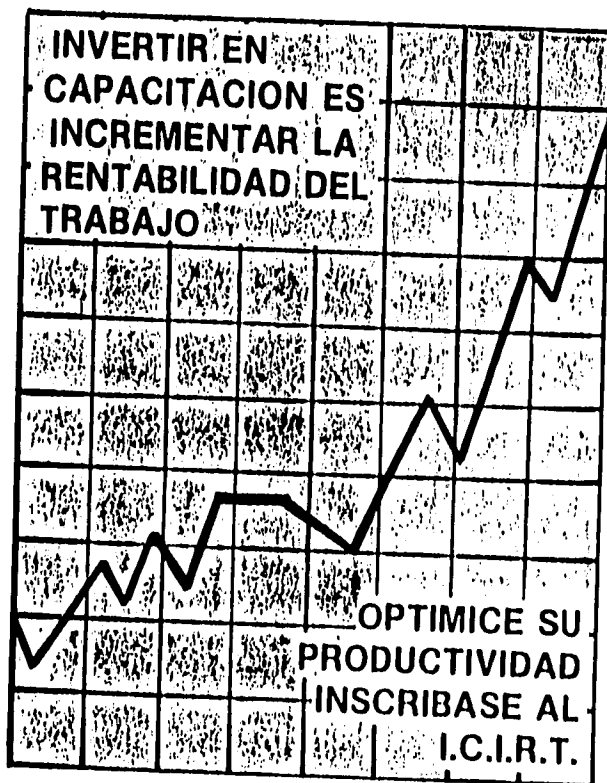 INVERTIR EN
CAPACITACION ES
INCREMENTAR LA
RENTABILIDAD DEL
TRABAJO
OPTIMICE SU
PRODUCTIVIDAD
INSCRIBASE AL
I.C.I.R.T.